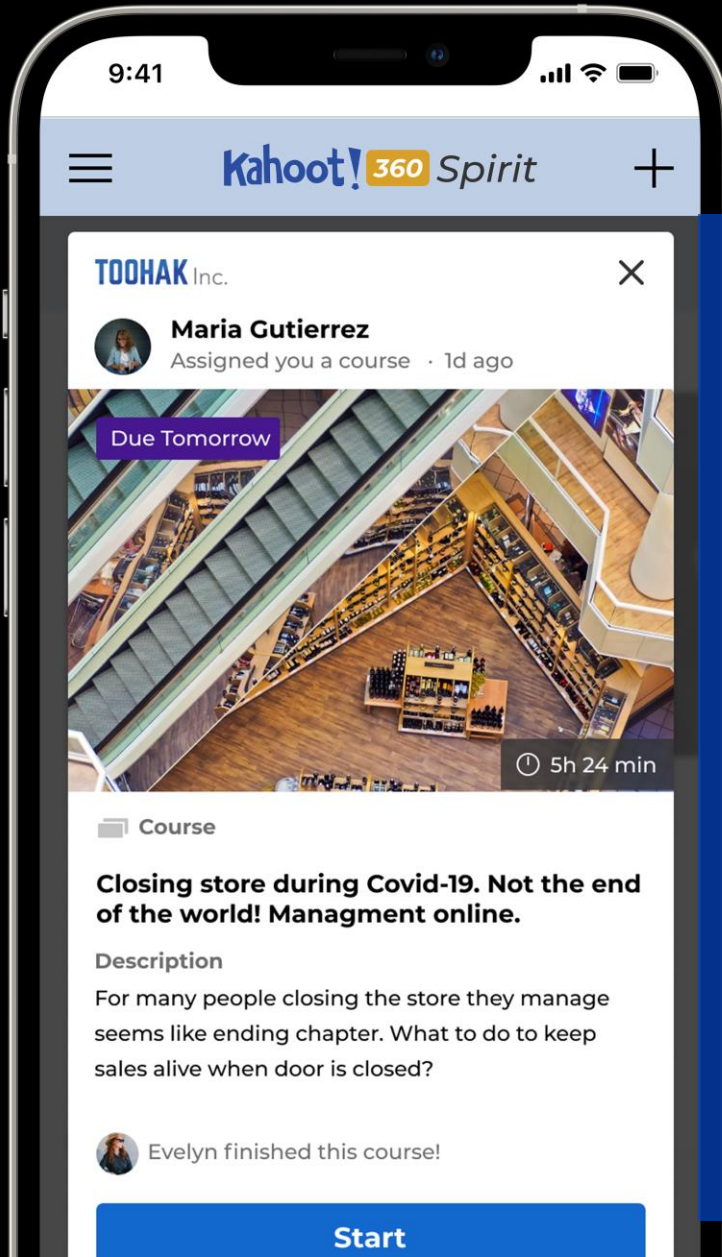 9:41
Kahoot! 360 Spirit
TOOHAK Inc.
Maria Gutierrez
Assigned you a course · 1d ago
Due Tomorrow
5h 24 min
Course
Closing store during Covid-19. Not the end
of the world! Managment online.
Description
For many people closing the store they manage
seems like ending chapter. What to do to keep
sales alive when door is closed?
Evelyn finished this course!
Start